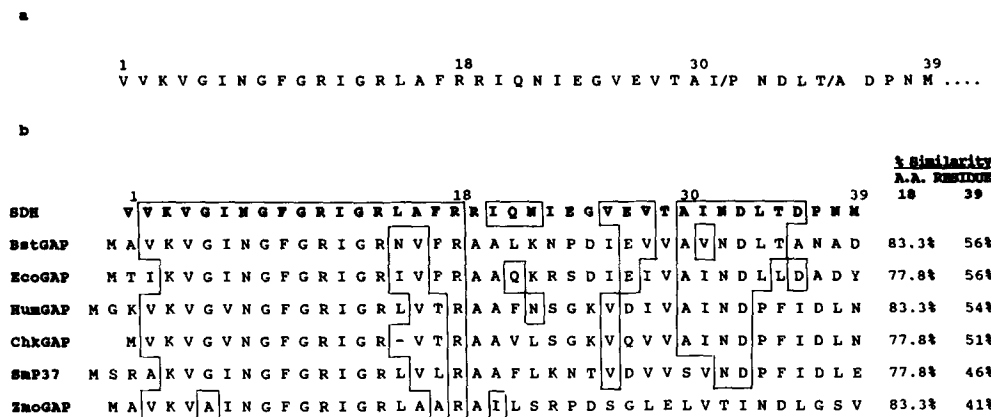 a
1 18 30 39
V V K V G I N G F G R I G R L A F R R I Q N I E G V E V T A I/P N D L T/A D P N M ....
b
% Similarity
A.A. RESIDUE
1 18 30 39 18 39
SDH V V K V G I N G F G R I G R L A F R R I Q N I E G V E V T A I N D L T D P N M
BstGAP M A V K V G I N G F G R I G R N V F R A A L K N P D I E V V A V N D L T A N A D 83.3% 56%
EcoGAP M T I K V G I N G F G R I G R I V F R A A Q K R S D I E I V A I N D L L D A D Y 77.8% 56%
HumGAP M G K V K V G V N G F G R I G R L V T R A A F N S G K V D I V A I N D P F I D L N 83.3% 54%
ChkGAP M V K V G V N G F G R I G R - V T R A A V L S G K V Q V V A I N D P F I D L N 77.8% 51%
SmP37 M S R A K V G I N G F G R I G R L V L R A A F L K N T V D V V S V N D P F I D L E 77.8% 46%
ZmoGAP M A V K V A I N G F G R I G R L A A R A I L S R P D S G L E L V T I N D L G S V 83.3% 41%